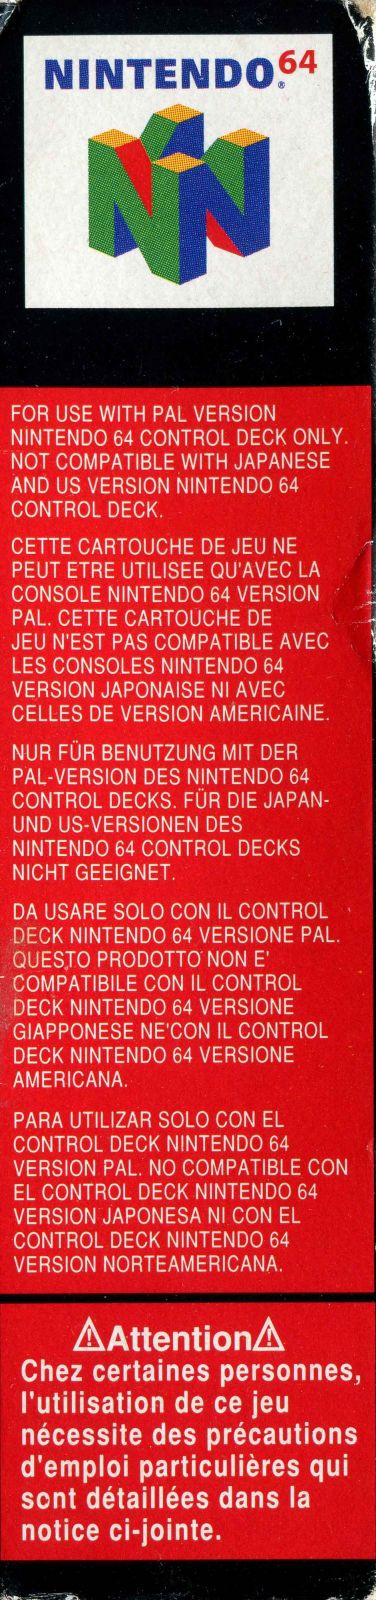 NINTENDO64
®
FOR USE WITH PAL VERSION
NINTENDO 64 CONTROL DECK ONLY.
NOT COMPATIBLE WITH JAPANESE
AND US VERSION NINTENDO 64
CONTROL DECK.
CETTE CARTOUCHE DE JEU NE
PEUT ETRE UTILISEE QU'AVEC LA
CONSOLE NINTENDO 64 VERSION
PAL. CETTE CARTOUCHE DE
JEU N'EST PAS COMPATIBLE AVEC
LES CONSOLES NINTENDO 64
VERSION JAPONAISE NI AVEC
CELLES DE VERSION AMERICAINE.
NUR FÜR BENUTZUNG MIT DER
PAL-VERSION DES NINTENDO 64
CONTROL DECKS. FÜR DIE JAPAN-
UND US-VERSIONEN DES
NINTENDO 64 CONTROL DECKS
NICHT GEEIGNET.
DA USARE SOLO CON IL CONTROL
DECK NINTENDO 64 VERSIONE PAL.
QUESTO PRODOTTO NON E'
COMPATIBILE CON IL CONTROL
DECK NINTENDO 64 VERSIONE
GIAPPONESE NE'CON IL CONTROL
DECK NINTENDO 64 VERSIONE
AMERICANA.
PARA UTILIZAR SOLO CON EL
CONTROL DECK NINTENDO 64
VERSION PAL. NO COMPATIBLE CON
EL CONTROL DECK NINTENDO 64
VERSION JAPONESA NI CON EL
CONTROL DECK NINTENDO 64
VERSION NORTEAMERICANA.
⚠Attention⚠
Chez certaines personnes,
l'utilisation de ce jeu
nécessite des précautions
d'emploi particulières qui
sont détaillées dans la
notice ci-jointe.